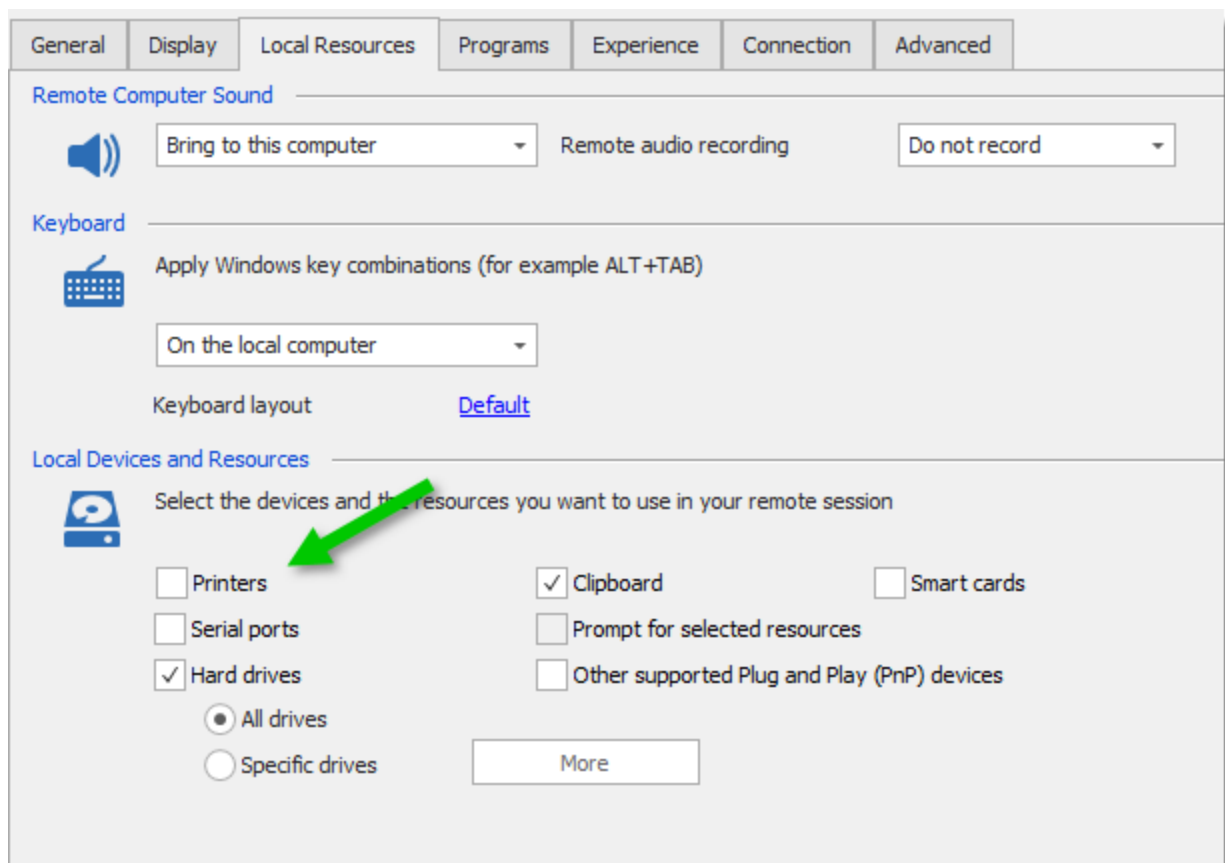 General Display Local Resources Programs Experience Connection Advanced
Remote Computer Sound
Bring to this computer Remote audio recording Do not record
Keyboard
Apply Windows key combinations (for example ALT+TAB)
On the local computer
Keyboard layout Default
Local Devices and Resources
Select the devices and the resources you want to use in your remote session
Printers Clipboard Smart cards
Serial ports Prompt for selected resources
Hard drives Other supported Plug and Play (PnP) devices
All drives
Specific drives More